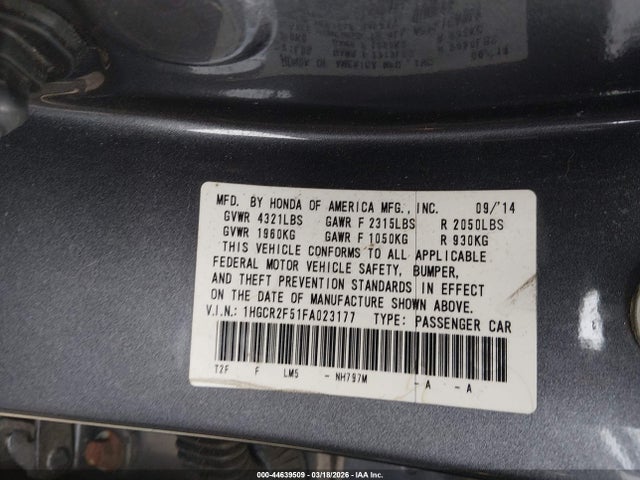 MFD. BY HONDA OF AMERICA MFG., INC. 09/'14
GVWR 4321LBS GAWR F 2315LBS R 2050LBS
GVWR 1960KG GAWR F 1050KG R 930KG
THIS VEHICLE CONFORMS TO ALL APPLICABLE
FEDERAL MOTOR VEHICLE SAFETY, BUMPER,
AND THEFT PREVENTION STANDARDS IN EFFECT
ON THE DATE OF MANUFACTURE SHOWN ABOVE.
V.I.N.: 1HGCR2F51FA023177 TYPE: PASSENGER CAR
T2F F LM5 - NH797M -A -A
000-44639509 - 03/18/2026 - IAA Inc.